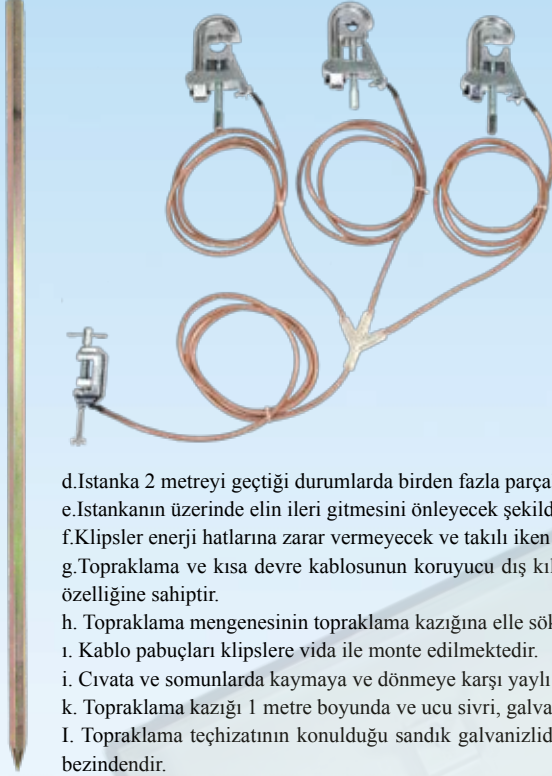 d.Istanka 2 metreyi geçtiği durumlarda birden fazla parça
e.Istankanın üzerinde elin ileri gitmesini önleyecek şekild
f.Klipsler enerji hatlarına zarar vermeyecek ve takılı iken
g.Topraklama ve kısa devre kablosunun koruyucu dış kıl
özelliğine sahiptir.
h. Topraklama mengenesinin topraklama kazığına elle sök
ı. Kablo pabuçları klipslere vida ile monte edilmektedir.
i. Cıvata ve somunlarda kaymaya ve dönmeye karşı yaylı
k. Topraklama kazığı 1 metre boyunda ve ucu sivri, galva
I. Topraklama teçhizatının konulduğu sandık galvanizlid
bezindendir.